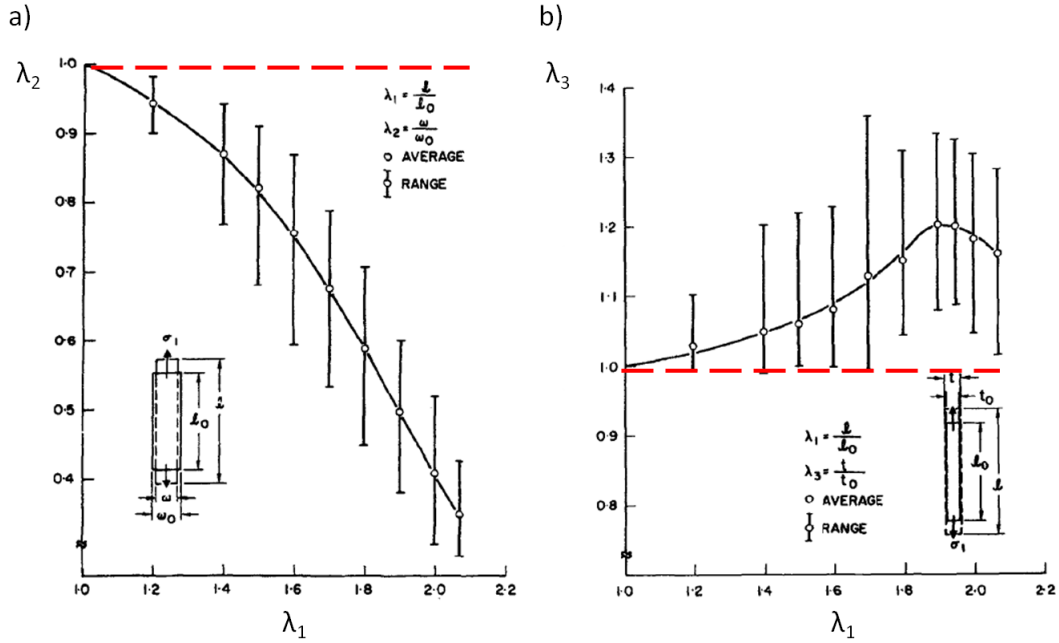 a)
λ2
1·0
0·9
0·8
0·7
0·6
0·5
0·4
≈
1·0
1·2
1·4
1·6
1·8
2·0
2·2
λ1
λ1 = l/l0
λ2 = ω/ω0
AVERAGE
RANGE
σ1
l0
l
ω
ω0
b)
λ3
1·4
1·3
1·2
1·1
1·0
0·9
0·8
≈
1·0
1·2
1·4
1·6
1·8
2·0
2·2
λ1
λ1 = l/l0
λ3 = t/t0
AVERAGE
RANGE
t
t0
l0
l
σ1